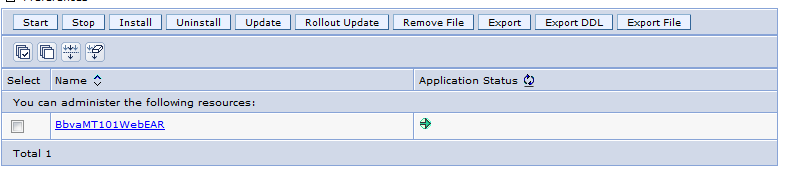 Start Stop Install Uninstall Update Rollout Update Remove File Export Export DDL Export File
Select Name Application Status
You can administer the following resources:
BbvaMT101WebEAR
Total 1